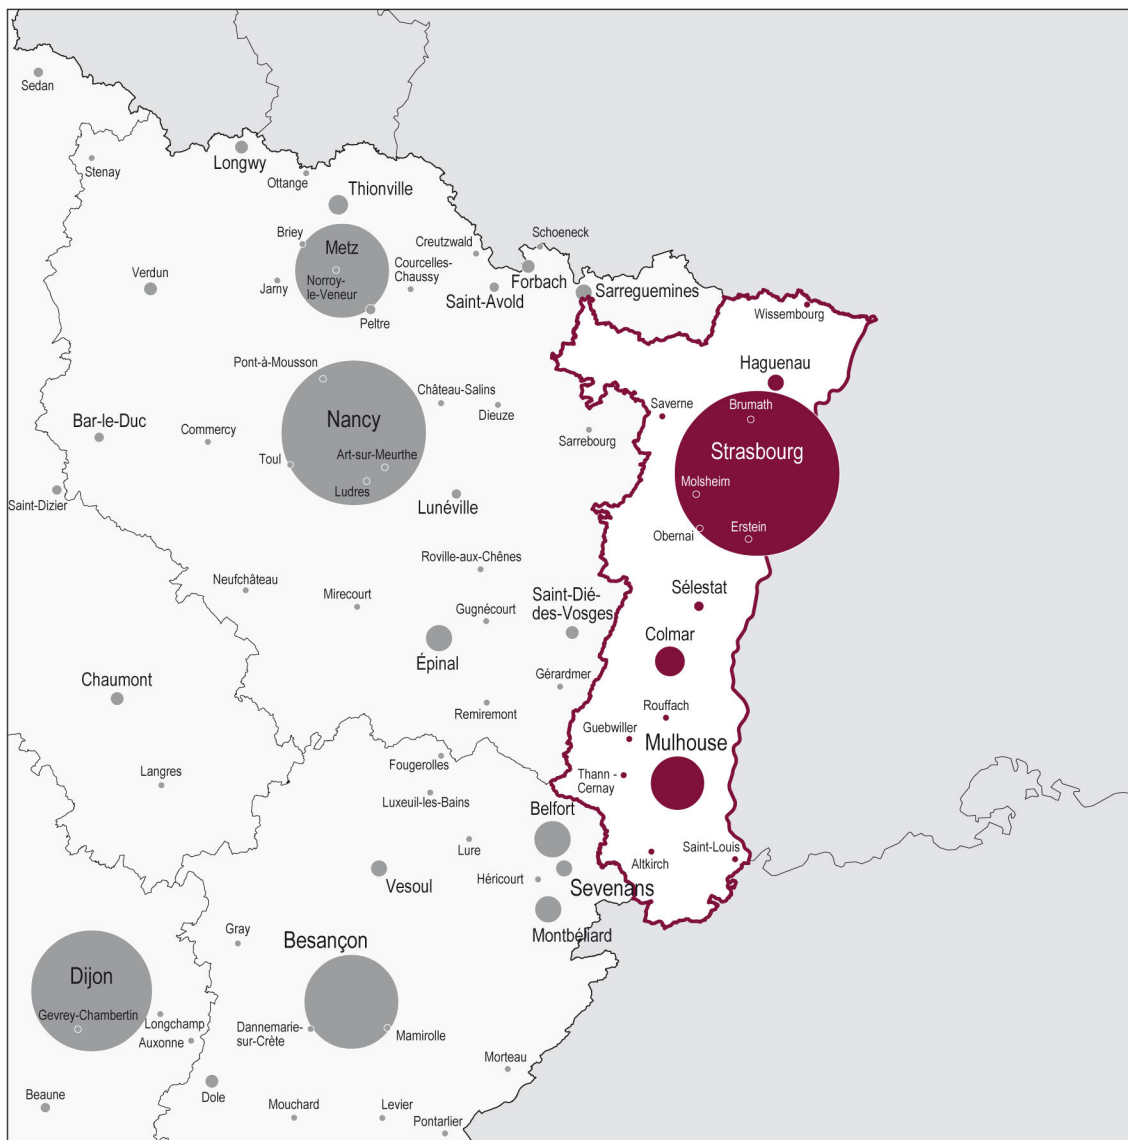 Sedan
Stenay
Longwy
Ottange
Thionville
Briey
Metz
Creutzwald
Schoeneck
Verdun
Jarny
Norroy-
le-Veneur
Courcelles-
Chaussy
Forbach
Saint-Avold
Sarreguemines
Peltre
Wissembourg
Pont-à-Mousson
Haguenau
Château-Salins
Dieuze
Saverne
Brumath
Bar-le-Duc
Commercy
Nancy
Sarrebourg
Strasbourg
Toul
Art-sur-Meurthe
Ludres
Molsheim
Saint-Dizier
Lunéville
Obernai
Erstein
Roville-aux-Chênes
Neufchâteau
Mirecourt
Gugnécourt
Saint-Dié-
des-Vosges
Sélestat
Colmar
Épinal
Chaumont
Gérardmer
Remiremont
Rouffach
Guebwiller
Mulhouse
Fougerolles
Langres
Luxeuil-les-Bains
Thann -
Cernay
Belfort
Lure
Altkirch
Saint-Louis
Vesoul
Héricourt
Sevenans
Gray
Besançon
Montbéliard
Dijon
Gevrey-Chambertin
Longchamp
Auxonne
Dannemarie-
sur-Crète
Mamirolle
Morteau
Beaune
Dole
Mouchard
Levier
Pontarlier